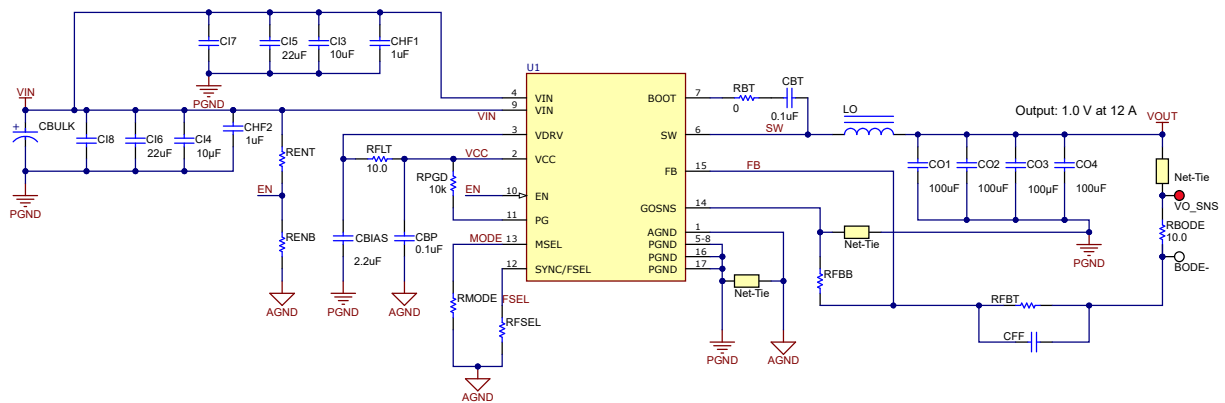 CI7
CI5
22uF
CI3
10uF
CHF1
1uF
PGND
VIN
CBULK
+
CI8
CI6
22uF
CI4
10µF
CHF2
1uF
PGND
RENT
EN
RENB
AGND
VIN
RFLT
10.0
VCC
RPGD
10k
EN
CBIAS
2.2uF
CBP
0.1uF
PGND
AGND
MODE
RMODE
FSEL
RFSEL
AGND
U1
4 VIN
9 VIN
3 VDRV
2 VCC
10 EN
11 PG
13 MSEL
12 SYNC/FSEL
BOOT 7
SW 6
FB 15
GOSNS 14
AGND 1
PGND 5-8
PGND 16
PGND 17
RBT
0
CBT
0.1uF
SW
LO
FB
Output: 1.0 V at 12 A
VOUT
CO1
100uF
CO2
100uF
CO3
100µF
CO4
100uF
Net-Tie
VO_SNS
RBODE
10.0
BODE-
PGND
Net-Tie
RFBB
Net-Tie
PGND
AGND
RFBT
CFF